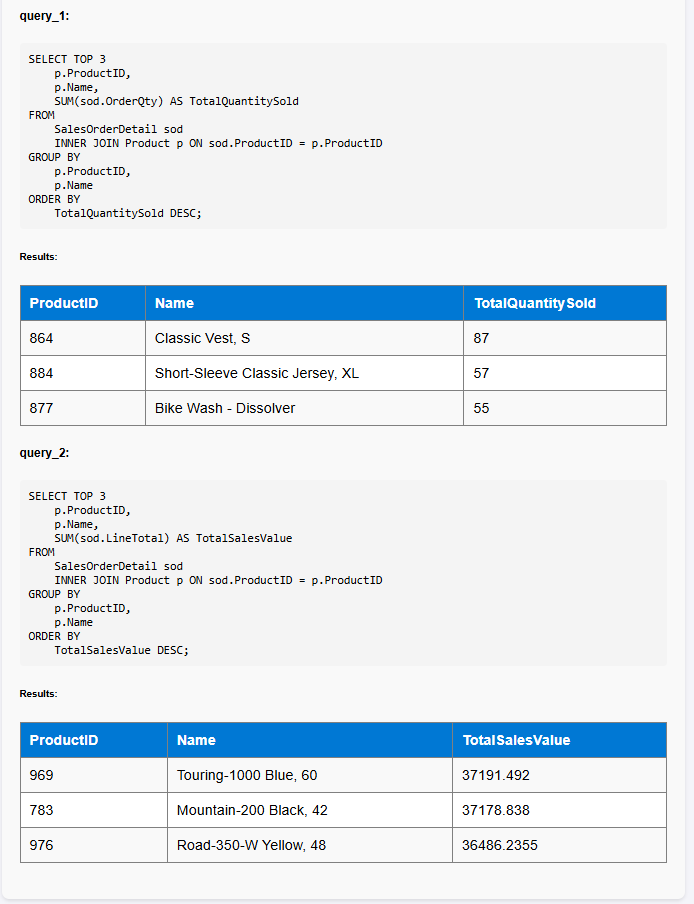 query_1:
SELECT TOP 3
p.ProductID,
p.Name,
SUM(sod.OrderQty) AS TotalQuantitySold
FROM
SalesOrderDetail sod
INNER JOIN Product p ON sod.ProductID = p.ProductID
GROUP BY
p.ProductID,
p.Name
ORDER BY
TotalQuantitySold DESC;
Results:
ProductID Name TotalQuantitySold
864 Classic Vest, S 87
884 Short-Sleeve Classic Jersey, XL 57
877 Bike Wash - Dissolver 55
query_2:
SELECT TOP 3
p.ProductID,
p.Name,
SUM(sod.LineTotal) AS TotalSalesValue
FROM
SalesOrderDetail sod
INNER JOIN Product p ON sod.ProductID = p.ProductID
GROUP BY
p.ProductID,
p.Name
ORDER BY
TotalSalesValue DESC;
Results:
ProductID Name TotalSalesValue
969 Touring-1000 Blue, 60 37191.492
783 Mountain-200 Black, 42 37178.838
976 Road-350-W Yellow, 48 36486.2355